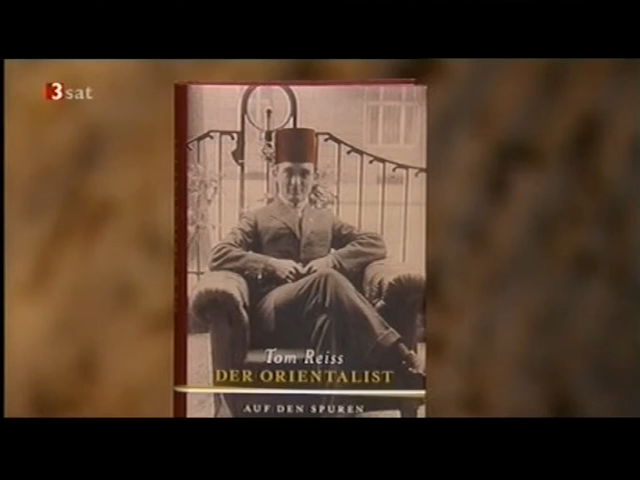 3sat
Tom Reiss
DER ORIENTALIST
AUF DEN SPUREN